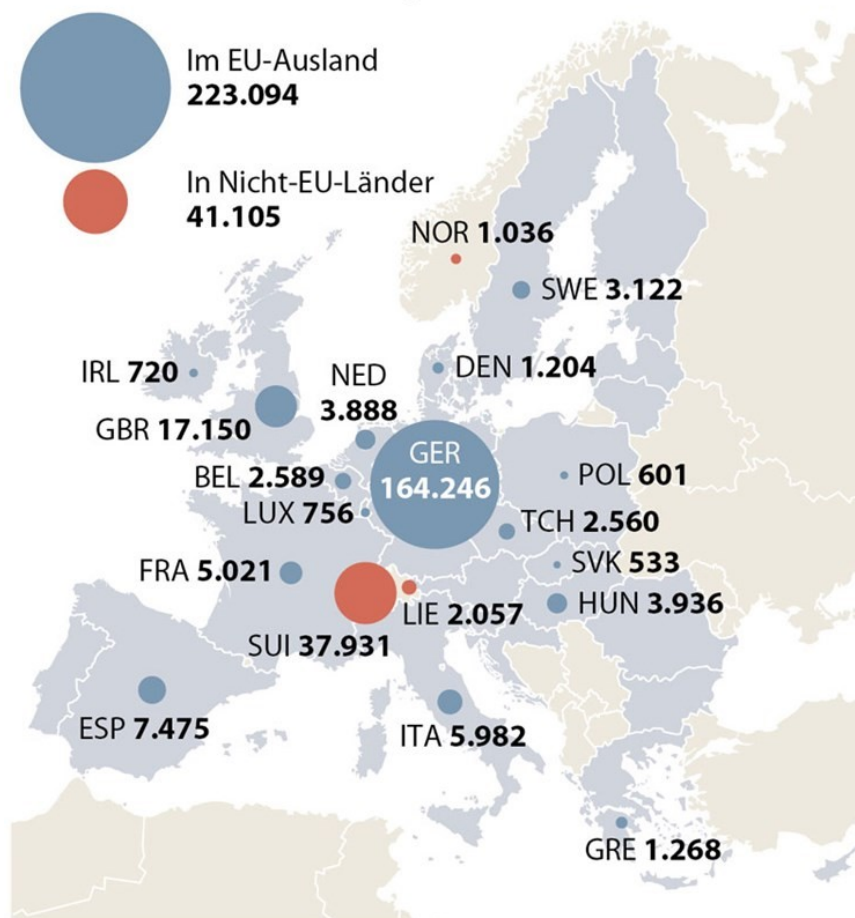 Im EU-Ausland
223.094
In Nicht-EU-Länder
41.105
NOR 1.036
SWE 3.122
DEN 1.204
IRL 720
NED
3.888
GBR 17.150
GER
164.246
BEL 2.589
POL 601
LUX 756
TCH 2.560
FRA 5.021
SVK 533
HUN 3.936
LIE 2.057
SUI 37.931
ESP 7.475
ITA 5.982
GRE 1.268